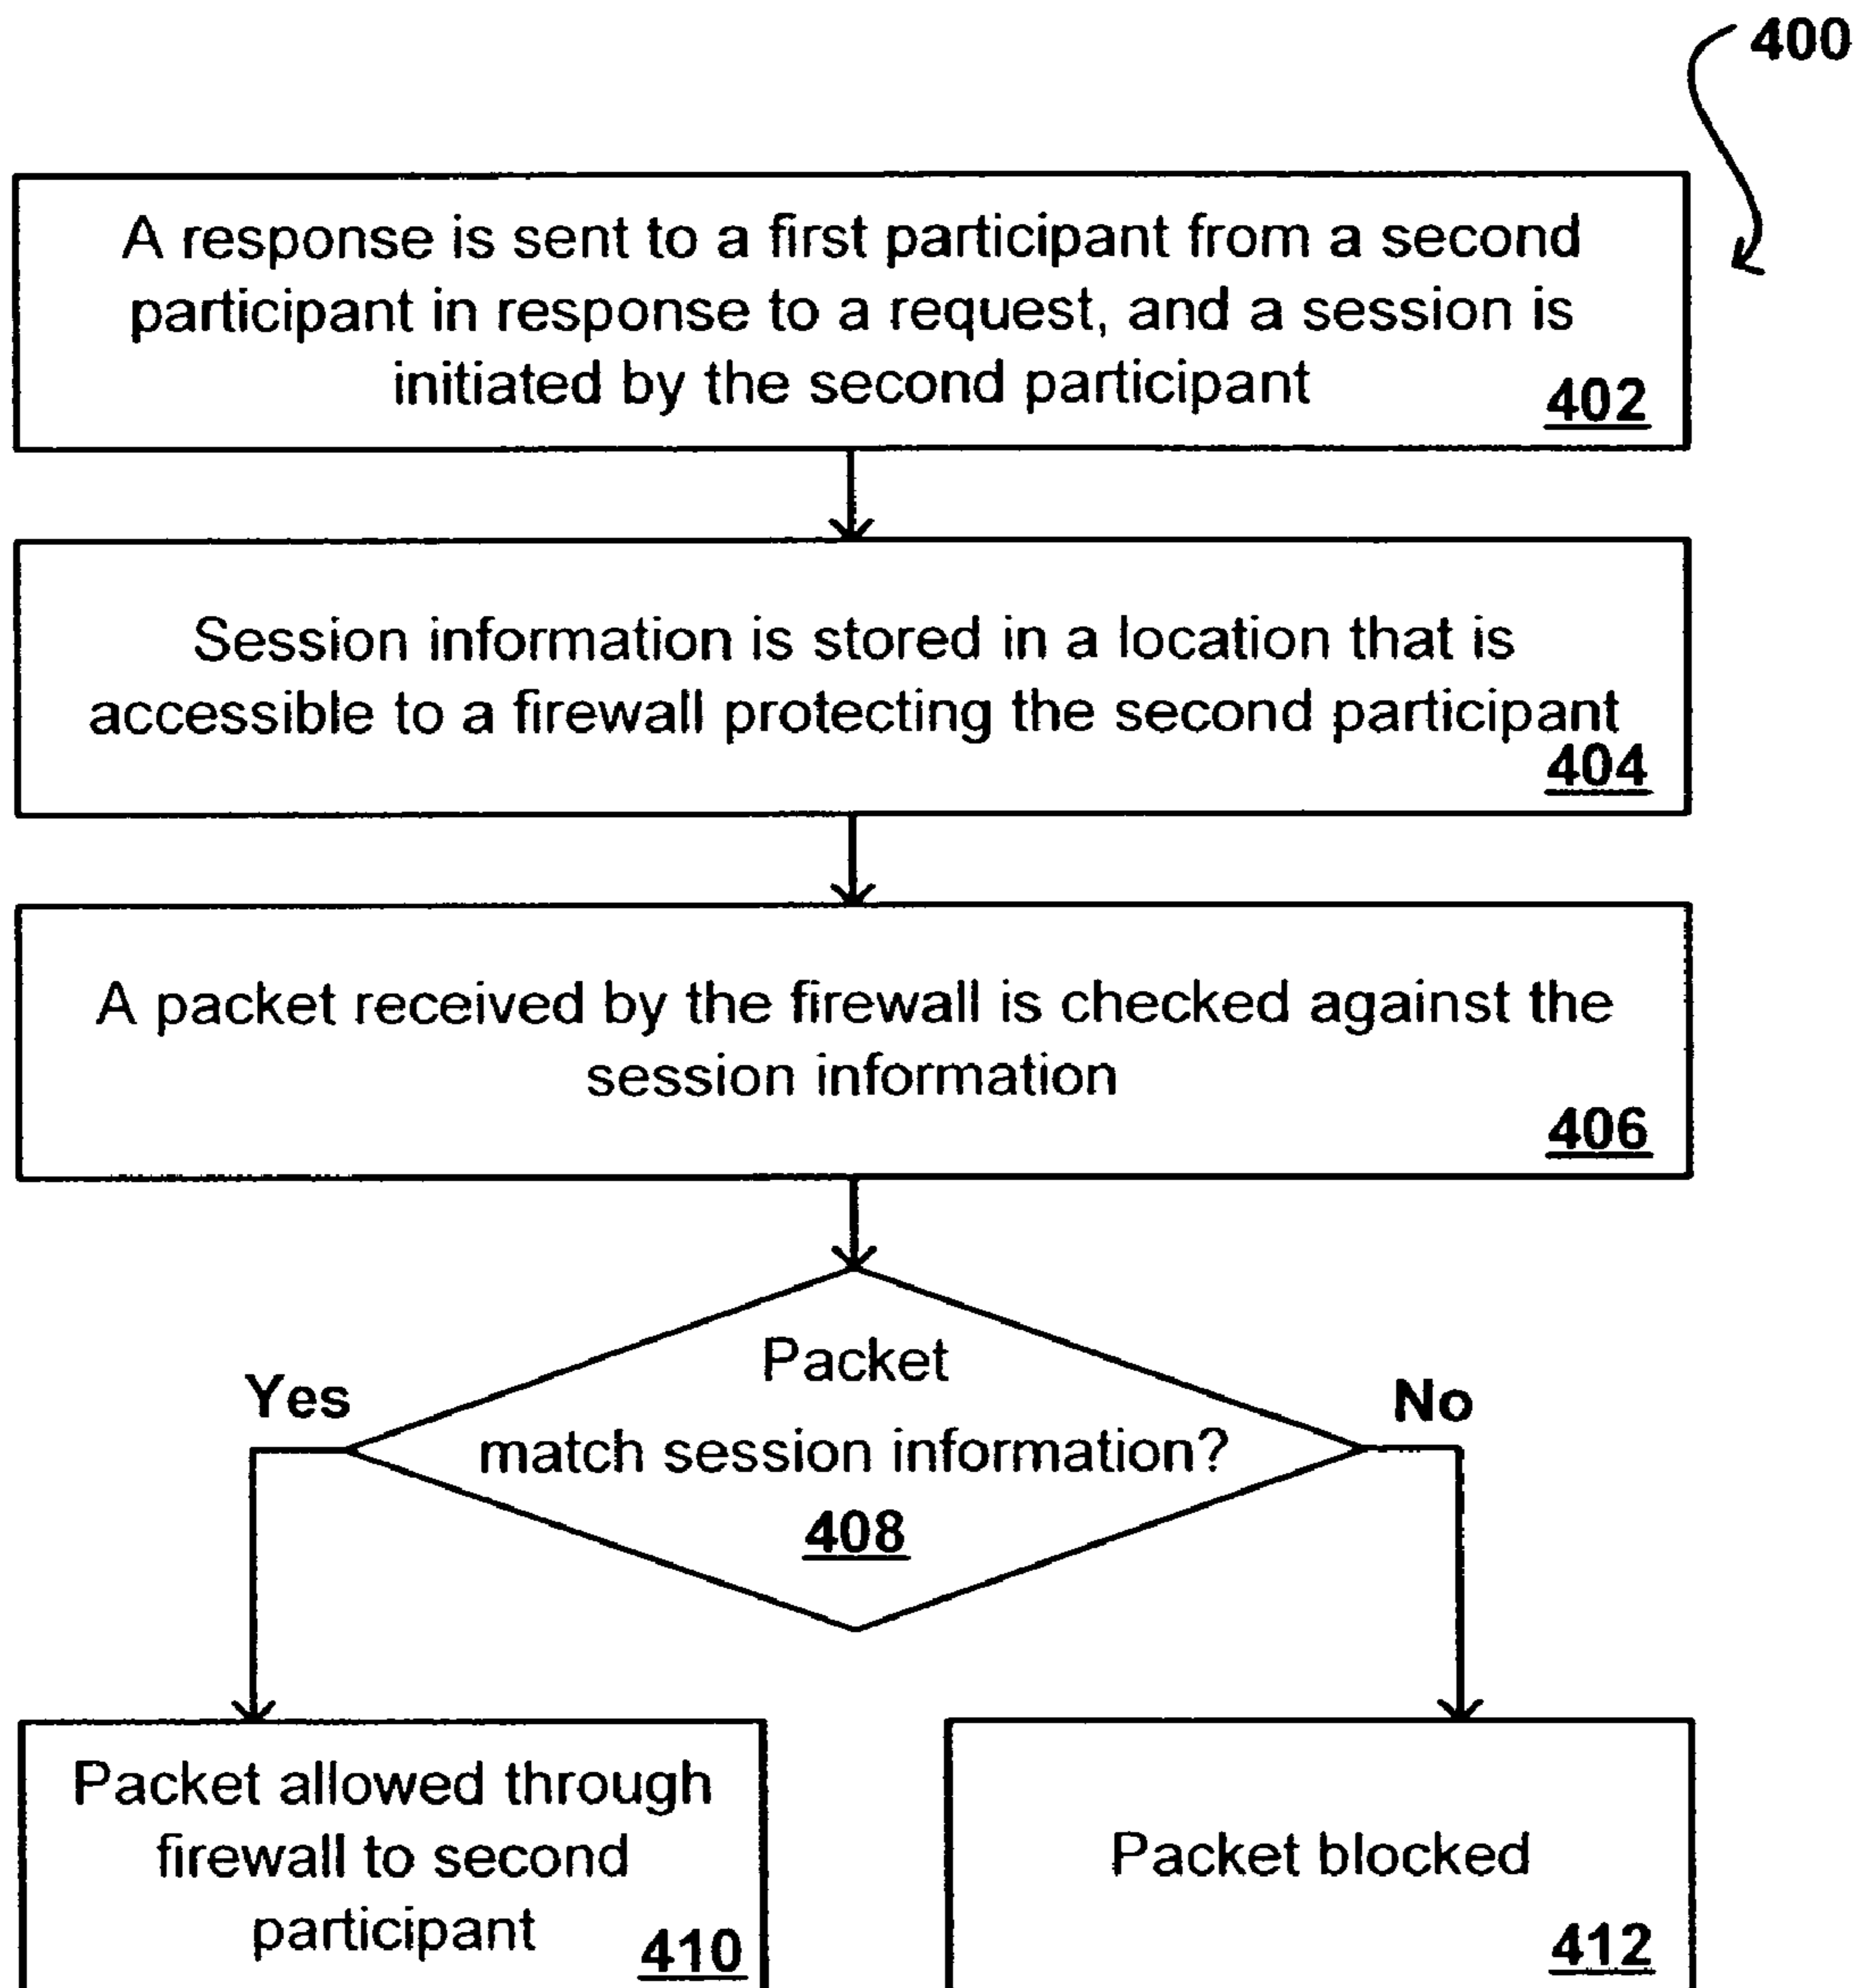 400
A response is sent to a first participant from a second
participant in response to a request, and a session is
initiated by the second participant
402
Session information is stored in a location that is
accessible to a firewall protecting the second participant
404
A packet received by the firewall is checked against the
session information
406
Packet
match session information?
408
Yes
No
Packet allowed through
firewall to second
participant
410
Packet blocked
412